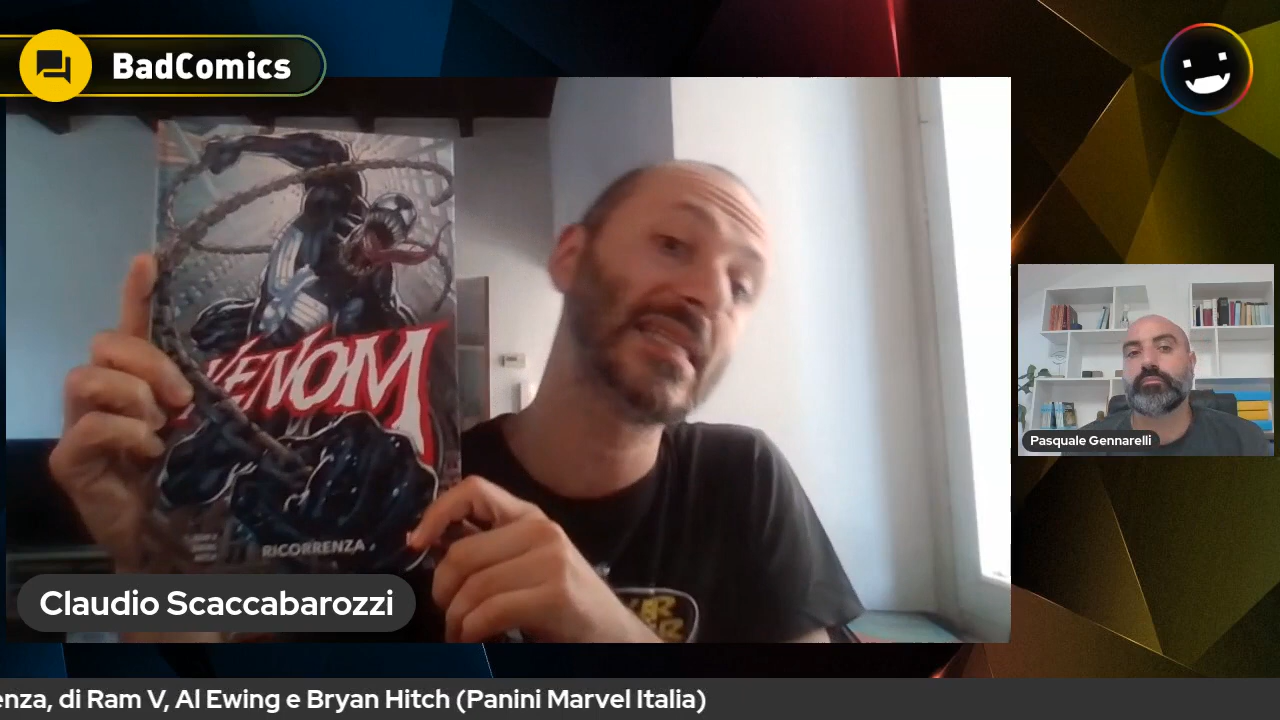 BadComics
VENOM
RICORRENZA
Claudio Scaccabarozzi
Pasquale Gennarelli
enza, di Ram V, Al Ewing e Bryan Hitch (Panini Marvel Italia)